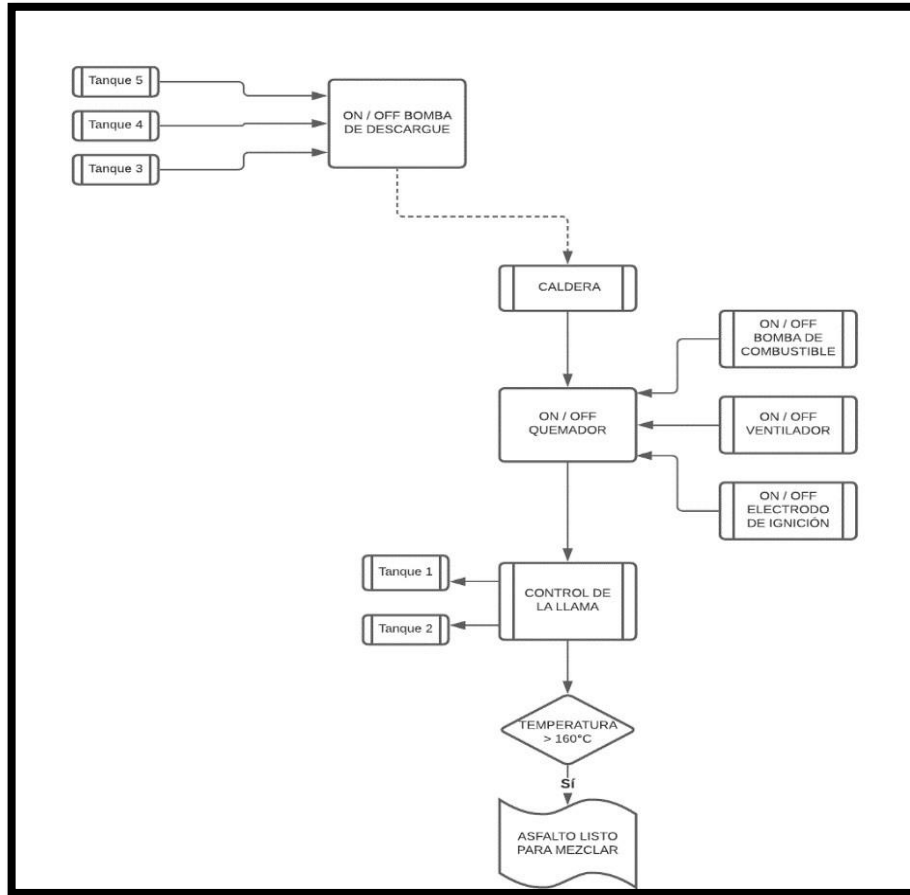 Tanque 5
Tanque 4
Tanque 3
ON / OFF BOMBA
DE DESCARGUE
CALDERA
ON / OFF
BOMBA DE
COMBUSTIBLE
ON / OFF
QUEMADOR
ON / OFF
VENTILADOR
ON / OFF
ELECTRODO
DE IGNICIÓN
Tanque 1
Tanque 2
CONTROL DE
LA LLAMA
TEMPERATURA
> 160°C
Sí
ASFALTO LISTO
PARA MEZCLAR